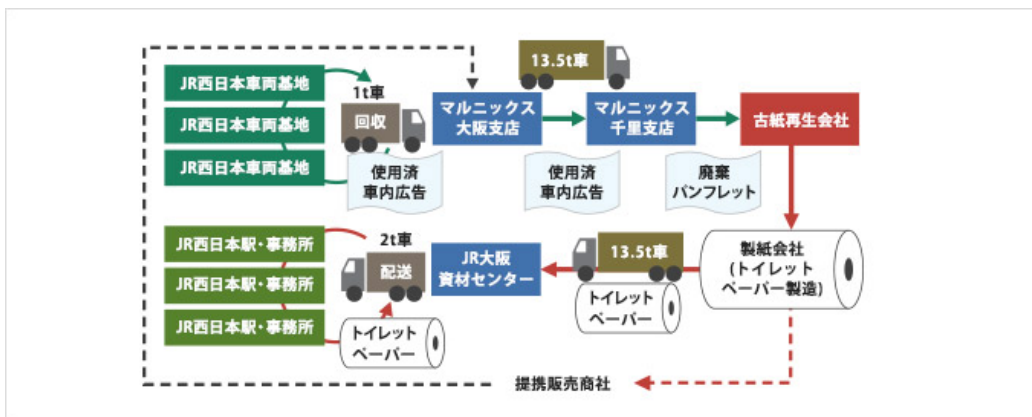 13.5t車
JR西日本車両基地
JR西日本車両基地
JR西日本車両基地
1t車
回収
使用済
車内広告
マルニックス
大阪支店
使用済
車内広告
マルニックス
千里支店
廃棄
パンフレット
古紙再生会社
JR西日本駅・事務所
JR西日本駅・事務所
JR西日本駅・事務所
2t車
配送
トイレット
ペーパー
JR大阪
資材センター
13.5t車
トイレット
ペーパー
製紙会社
(トイレット
ペーパー製造)
提携販売商社